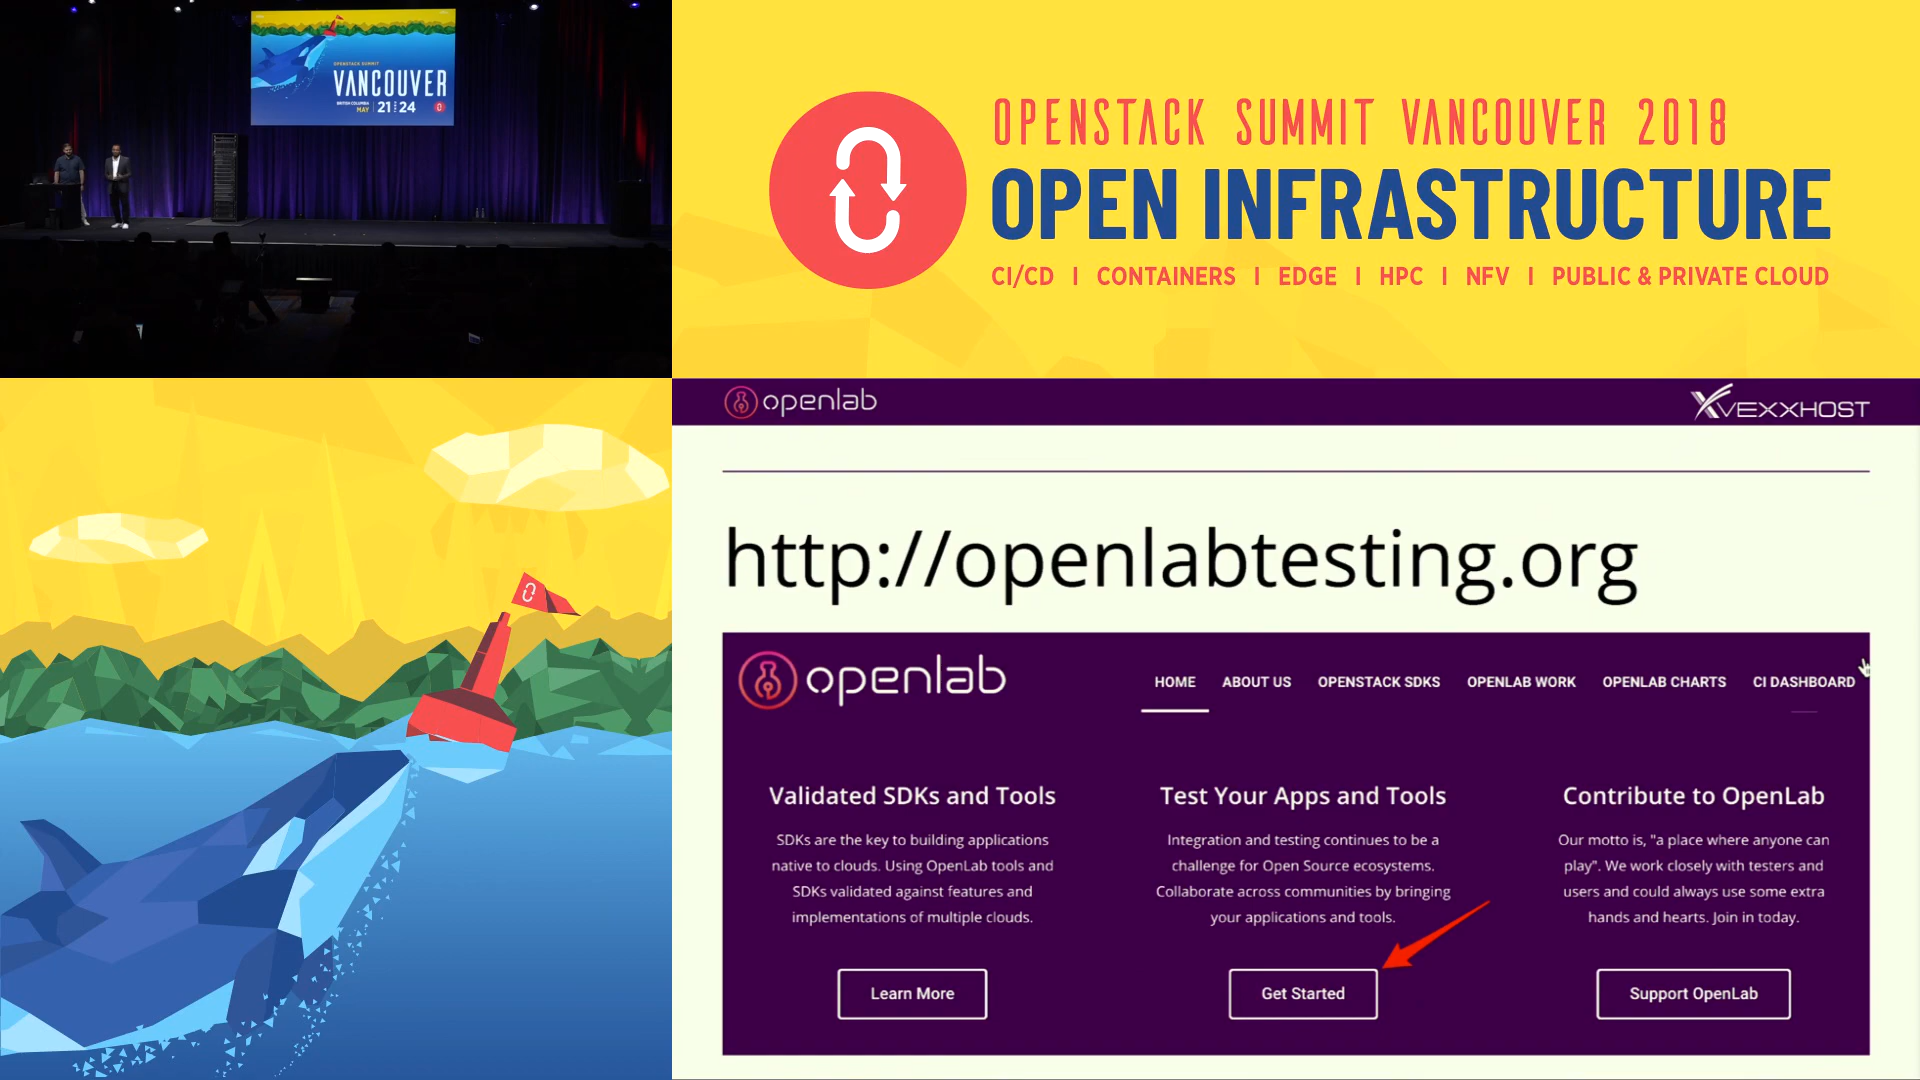 OPENSTACK SUMMIT
VANCOUVER
BRITISH COLUMBIA
MAY
21
24
OPENSTACK SUMMIT VANCOUVER 2018
OPEN INFRASTRUCTURE
CI/CD | CONTAINERS | EDGE | HPC | NFV | PUBLIC & PRIVATE CLOUD
openlab
VEXXHOST
http://openlabtesting.org
openlab
HOME
ABOUT US
OPENSTACK SDKS
OPENLAB WORK
OPENLAB CHARTS
CI DASHBOARD
Validated SDKs and Tools
SDKs are the key to building applications
native to clouds. Using OpenLab tools and
SDKs validated against features and
implementations of multiple clouds.
Learn More
Test Your Apps and Tools
Integration and testing continues to be a
challenge for Open Source ecosystems.
Collaborate across communities by bringing
your applications and tools.
Get Started
Contribute to OpenLab
Our motto is, "a place where anyone can
play". We work closely with testers and
users and could always use some extra
hands and hearts. Join in today.
Support OpenLab